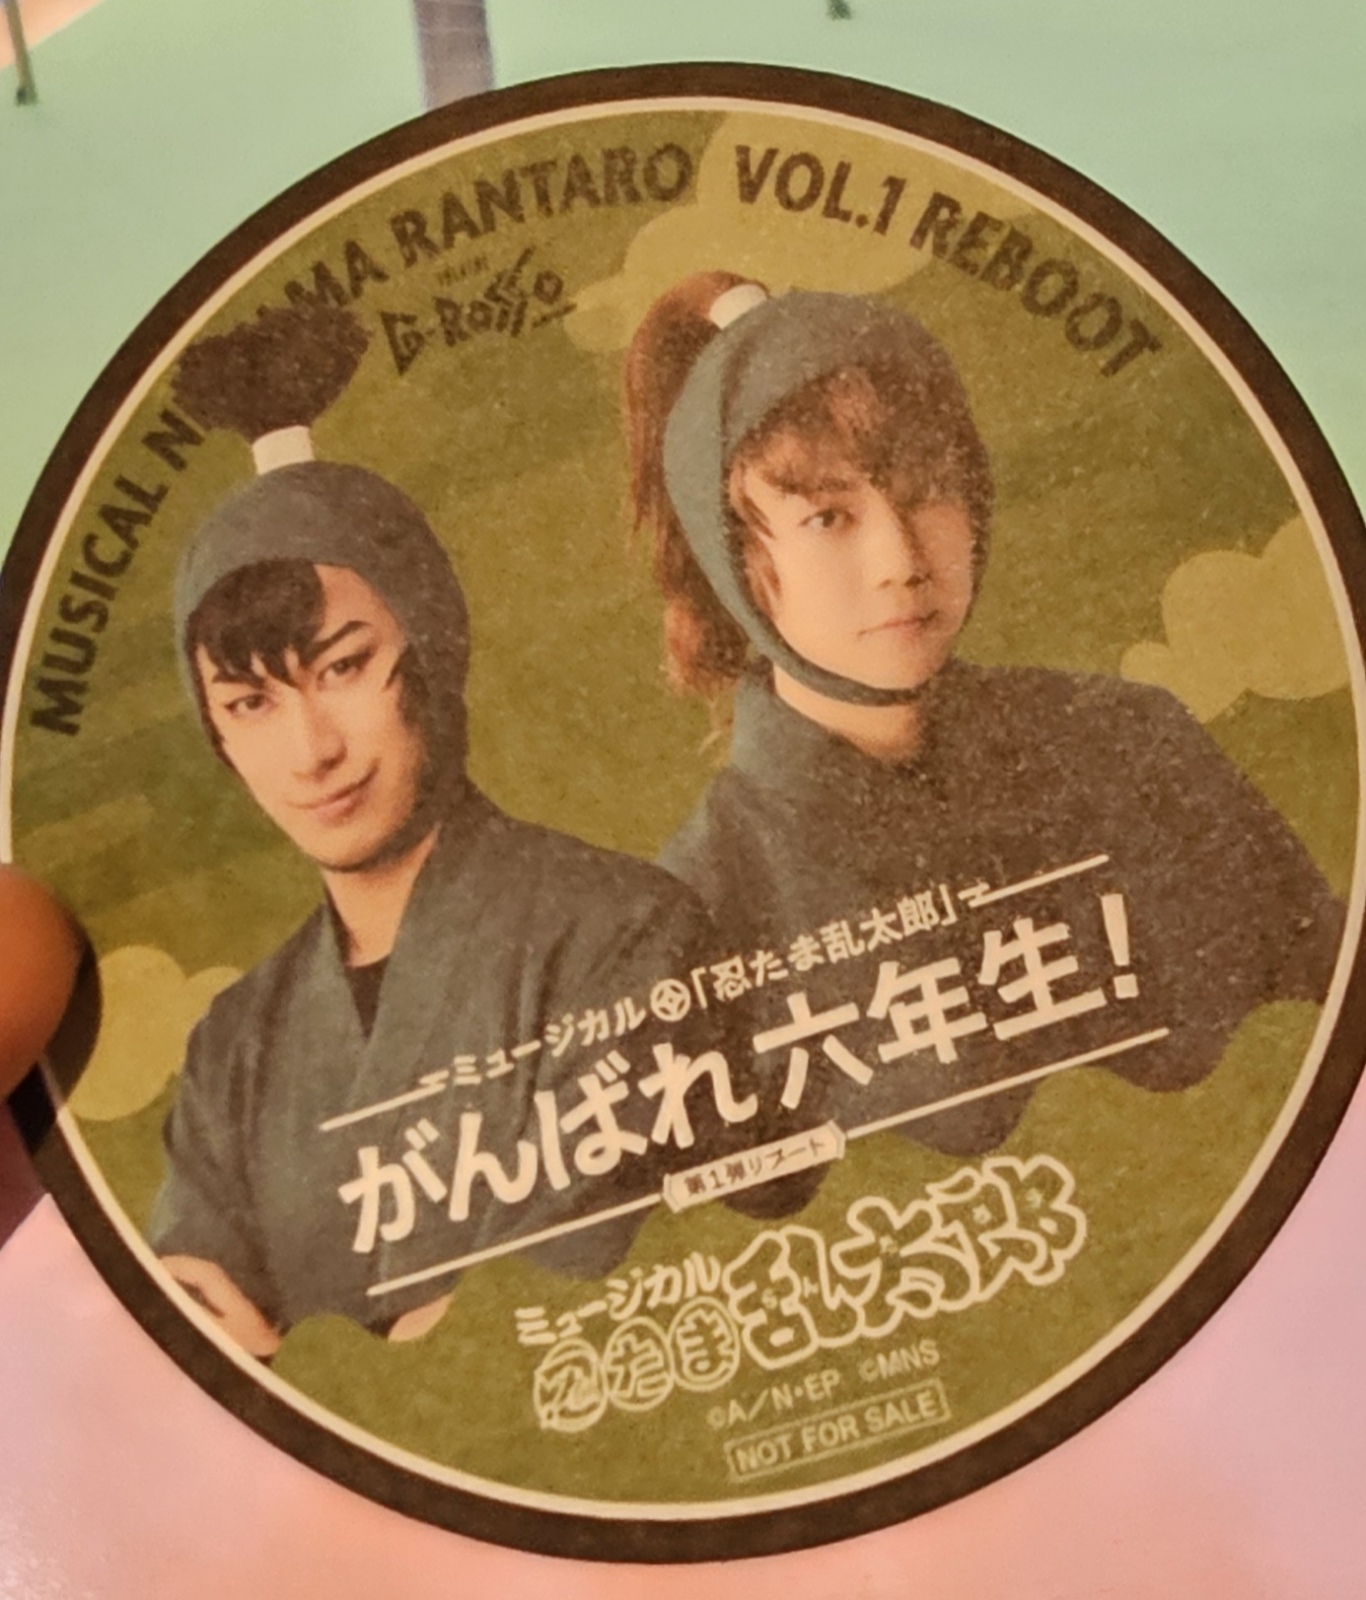 MUSICAL NINTAMA RANTARO VOL.1 REBOOT
G-ROSSO
ミュージカル「忍たま乱太郎」
がんばれ六年生!
第1弾リブート
ミュージカル
忍たま乱太郎
©A/N・EP ©MNS
NOT FOR SALE